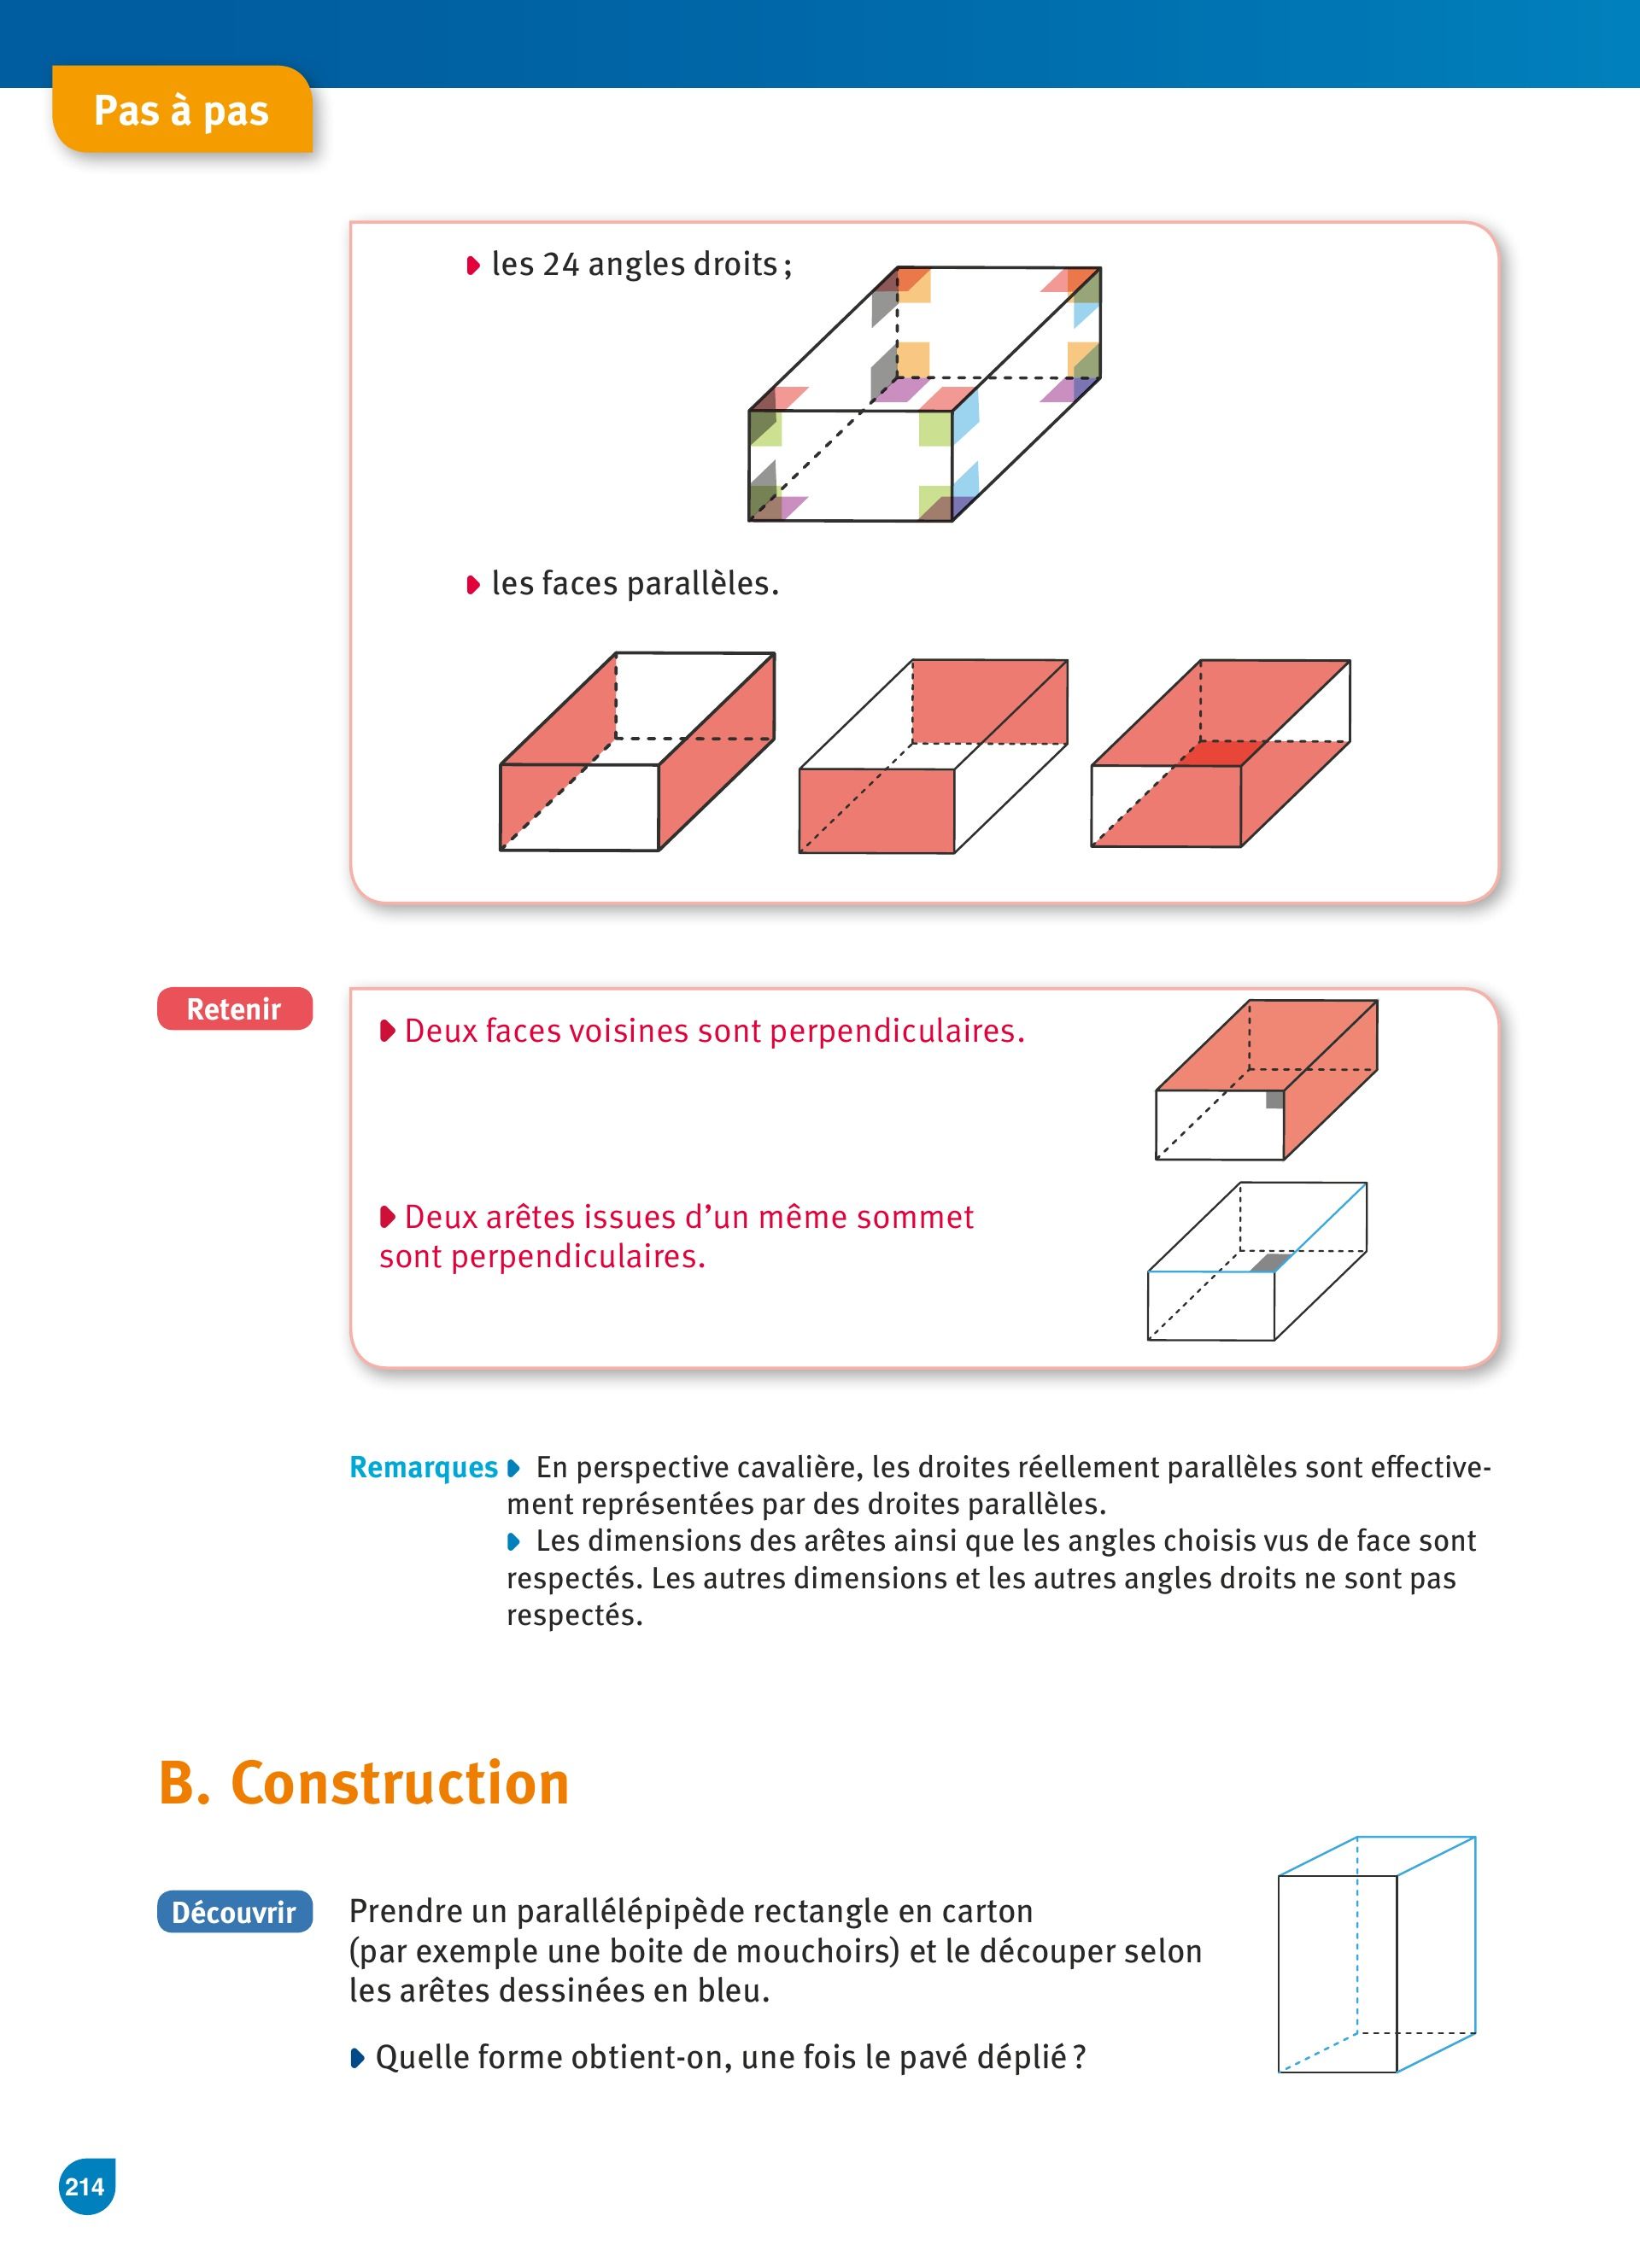 Pas à pas
les 24 angles droits ;
les faces parallèles.
Retenir
Deux faces voisines sont perpendiculaires.
Deux arêtes issues d’un même sommet
sont perpendiculaires.
Remarques En perspective cavalière, les droites réellement parallèles sont effective-
ment représentées par des droites parallèles.
Les dimensions des arêtes ainsi que les angles choisis vus de face sont
respectés. Les autres dimensions et les autres angles droits ne sont pas
respectés.
B. Construction
Découvrir
Prendre un parallélépipède rectangle en carton
(par exemple une boite de mouchoirs) et le découper selon
les arêtes dessinées en bleu.
Quelle forme obtient-on, une fois le pavé déplié ?
214